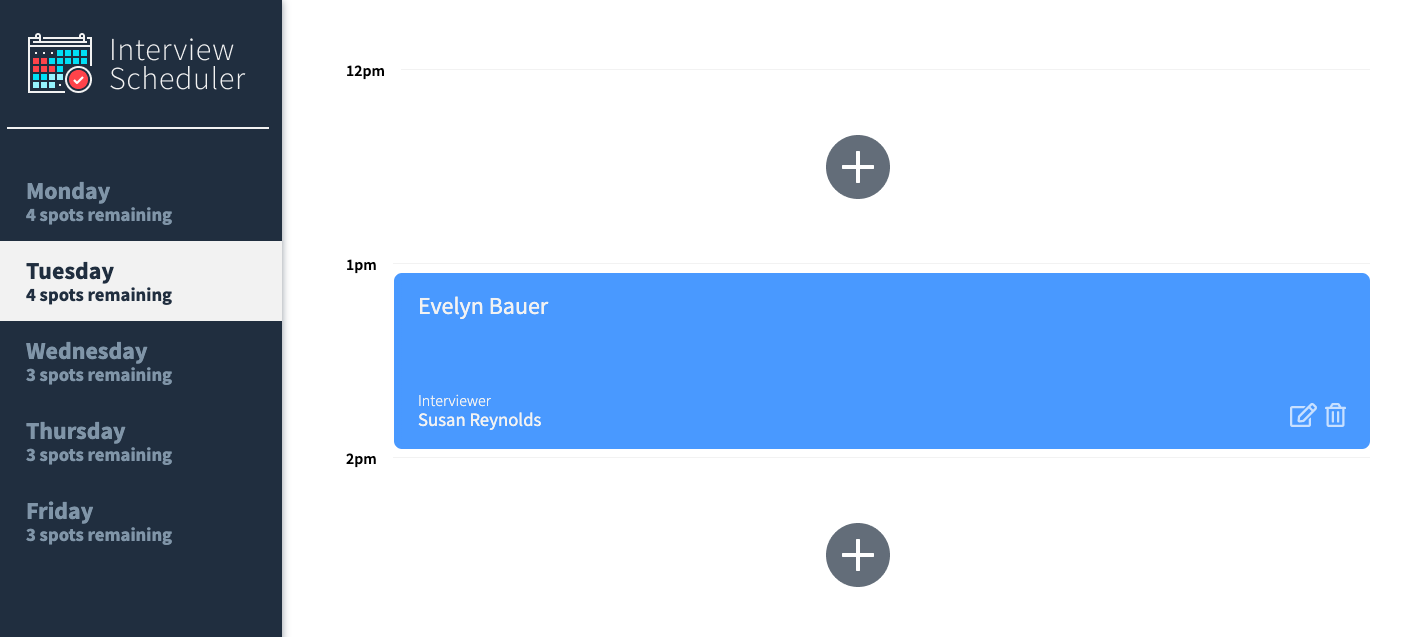 Interview
Scheduler
Monday
4 spots remaining
Tuesday
4 spots remaining
Wednesday
3 spots remaining
Thursday
3 spots remaining
Friday
3 spots remaining
12pm
1pm
Evelyn Bauer
Interviewer
Susan Reynolds
2pm